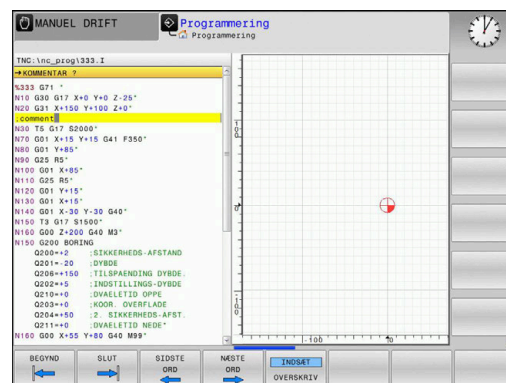 MANUEL DRIFT
Programmering
Programmering
TNC:\nc_prog\333.I
→KOMMENTAR ?
%333 G71 *
N10 G30 G17 X+0 Y+0 Z-25*
N20 G31 X+150 Y+100 Z+0*
;comment
N30 T5 G17 S2000*
N70 G01 X+15 Y+15 G41 F350*
N80 G01 Y+85*
N90 G25 R5*
N100 G01 X+85*
N110 G25 R5*
N120 G01 Y+15*
N130 G01 X+15*
N140 G01 X-30 Y-30 G40*
N150 T3 G17 S1500*
N160 G00 Z+200 G40 M3*
N150 G200 BORING
Q200=+2 ;SIKKERHEDS-AFSTAND
Q201=-20 ;DYBDE
Q206=+150 ;TILSPAENDING DYBDE.
Q202=+5 ;INDSTILLINGS-DYBDE
Q210=+0 ;DVAELETID OPPE
Q203=+0 ;KOOR. OVERFLADE
Q204=+50 ;2. SIKKERHEDS-AFST.
Q211=+0 ;DVAELETID NEDE*
N160 G00 X+55 Y+80 G40 M99*
100
0
-100
-100
0
BEGYND
SLUT
SIDSTE
ORD
NÆSTE
ORD
INDSÆT
OVERSKRIV